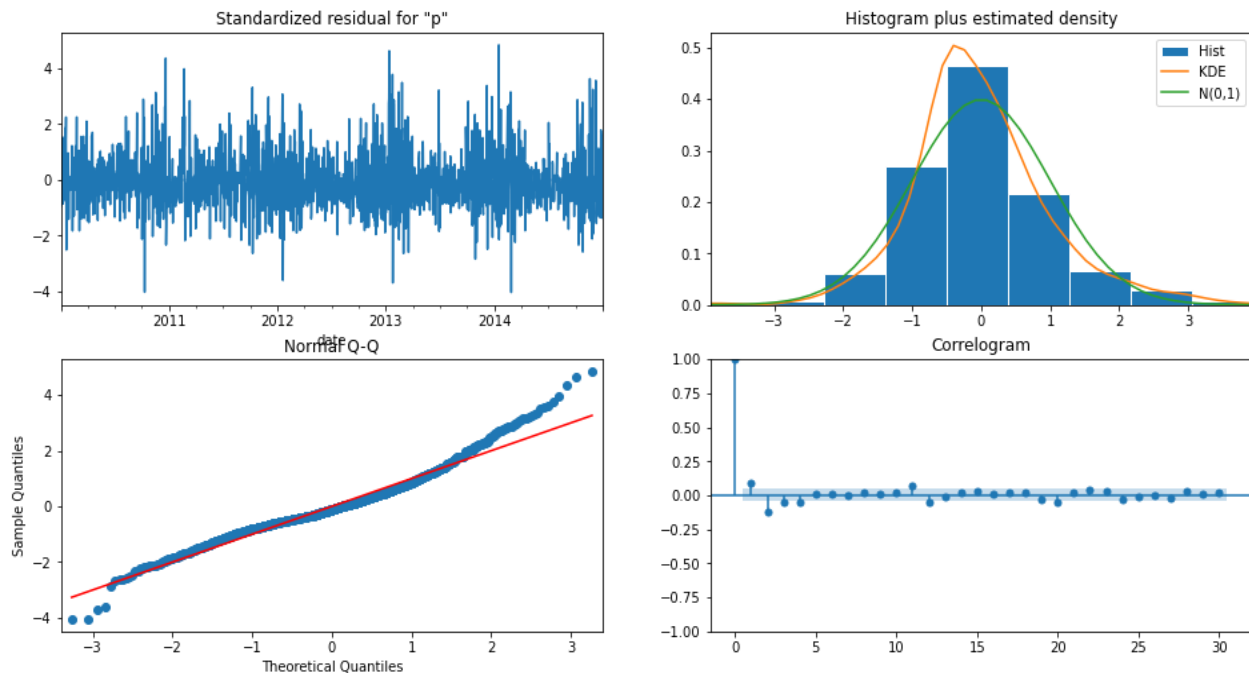 Standardized residual for "p"
4
2
0
−2
−4
2011 2012 2013 2014
date
Histogram plus estimated density
Hist
KDE
N(0,1)
0.5
0.4
0.3
0.2
0.1
0.0
−3 −2 −1 0 1 2 3
Normal Q-Q
Sample Quantiles
4
2
0
−2
−4
−3 −2 −1 0 1 2 3
Theoretical Quantiles
Correlogram
1.00
0.75
0.50
0.25
0.00
−0.25
−0.50
−0.75
−1.00
0 5 10 15 20 25 30